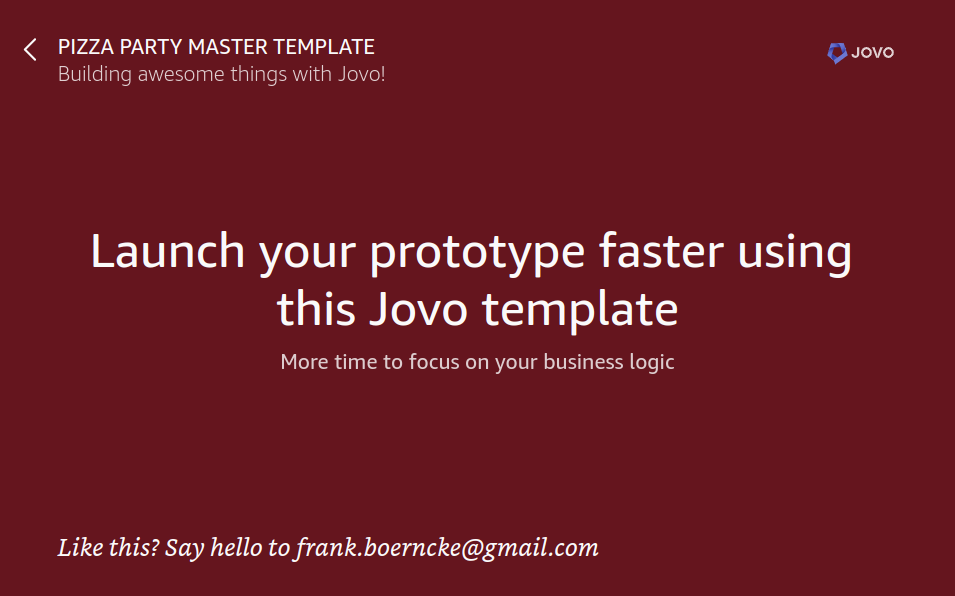 PIZZA PARTY MASTER TEMPLATE
Building awesome things with Jovo!
JOVO
Launch your prototype faster using
this Jovo template
More time to focus on your business logic
Like this? Say hello to frank.boerncke@gmail.com